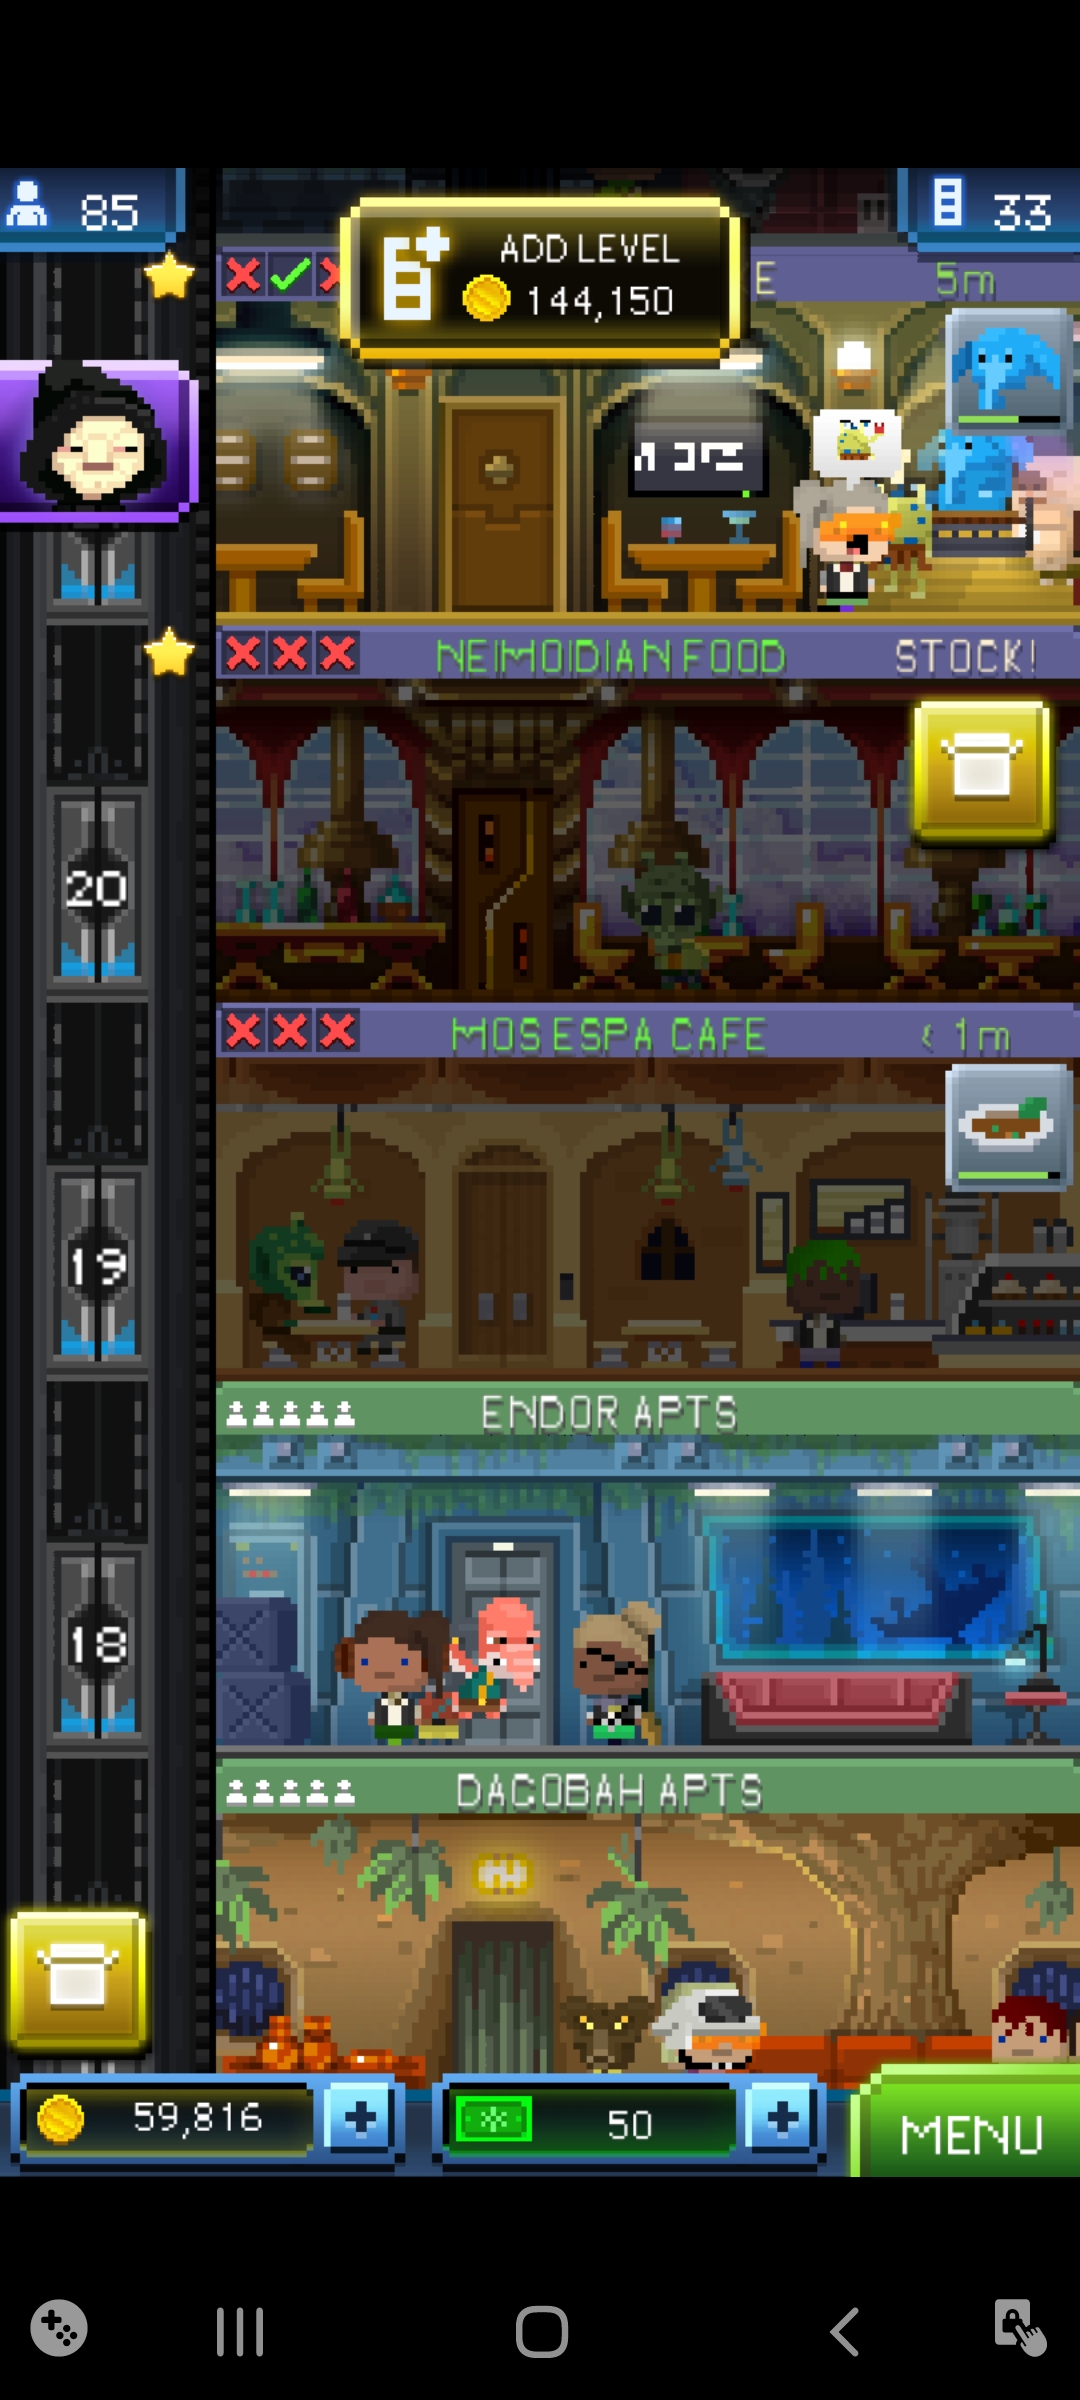 85
ADD LEVEL
144,150
33
E 5m
NEIMOIDIAN FOOD STOCK!
20
MOS ESPA CAFE < 1m
19
ENDOR APTS
18
DAGOBAH APTS
59,816 + 50 + MENU